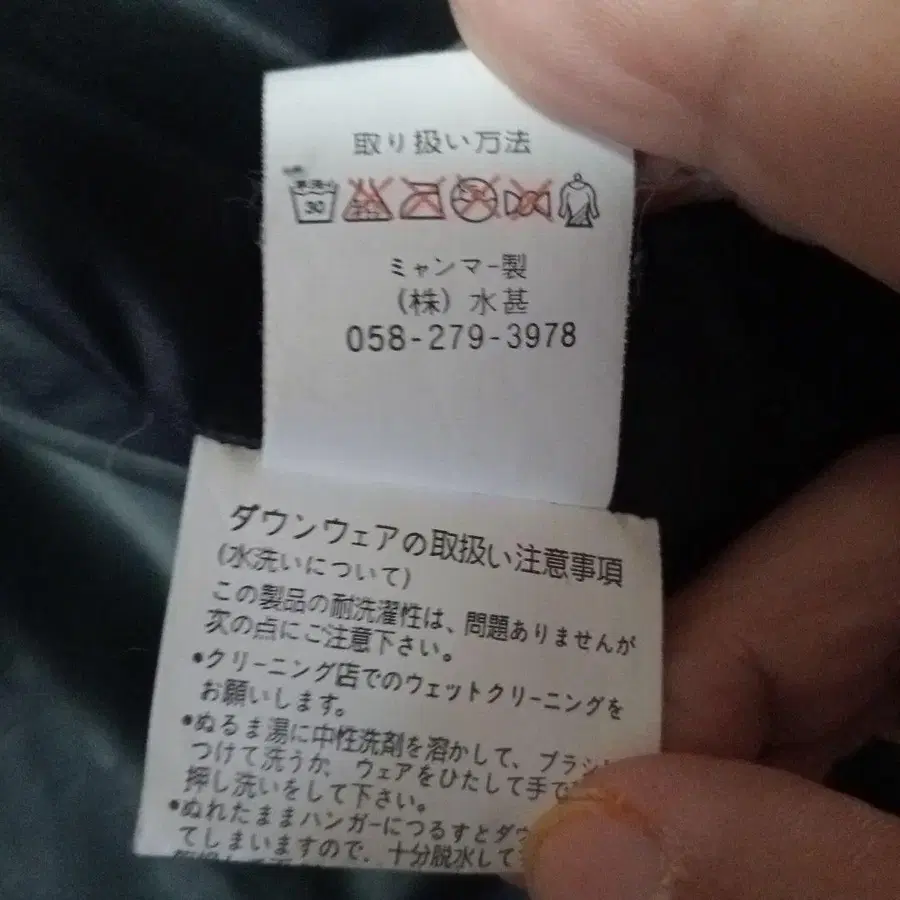 取り扱い方法
30
ミャンマー製
(株) 水甚
058-279-3978
ダウンウェアの取扱い注意事項
(水洗いについて)
この製品の耐洗濯性は、問題ありませんが
次の点にご注意下さい。
•クリーニング店でのウェットクリーニングを
お願いします。
•ぬるま湯に中性洗剤を溶かして、ブラシ
つけて洗うか、ウェアをひたして手で
押し洗いをして下さい。
•ぬれたままハンガーにつるすとダウ
てしまいますので、十分脱水して